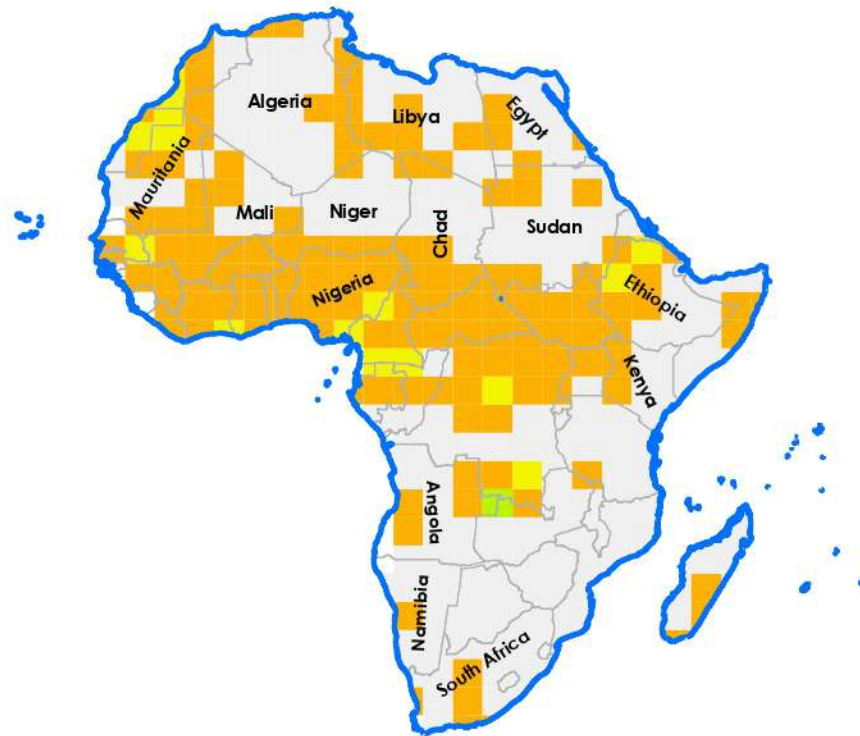 Algeria
Libya
Egypt
Mauritania
Mali
Niger
Chad
Sudan
Nigeria
Ethiopia
Kenya
Angola
Namibia
South Africa